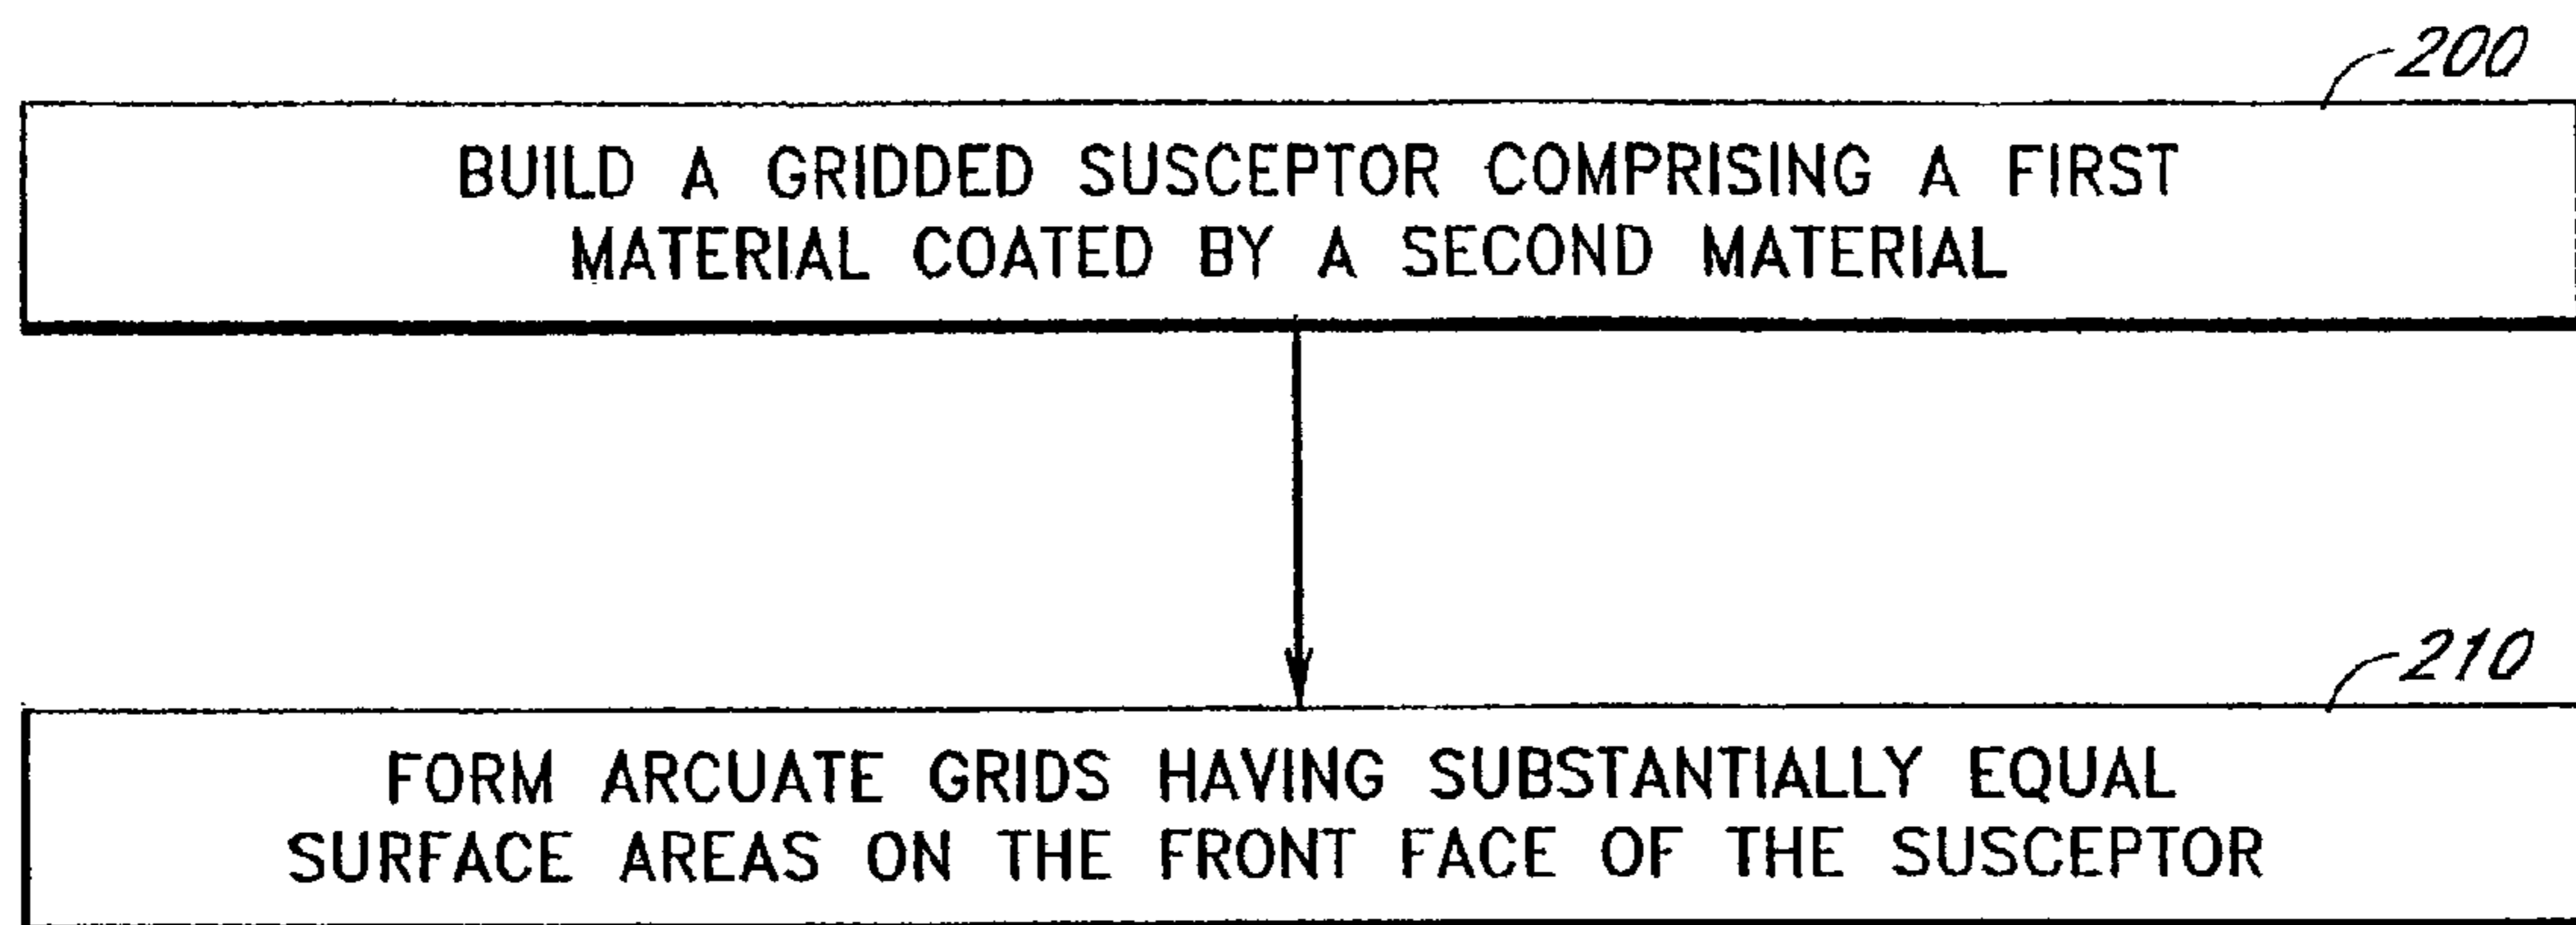 200
BUILD A GRIDDED SUSCEPTOR COMPRISING A FIRST
MATERIAL COATED BY A SECOND MATERIAL
210
FORM ARCUATE GRIDS HAVING SUBSTANTIALLY EQUAL
SURFACE AREAS ON THE FRONT FACE OF THE SUSCEPTOR